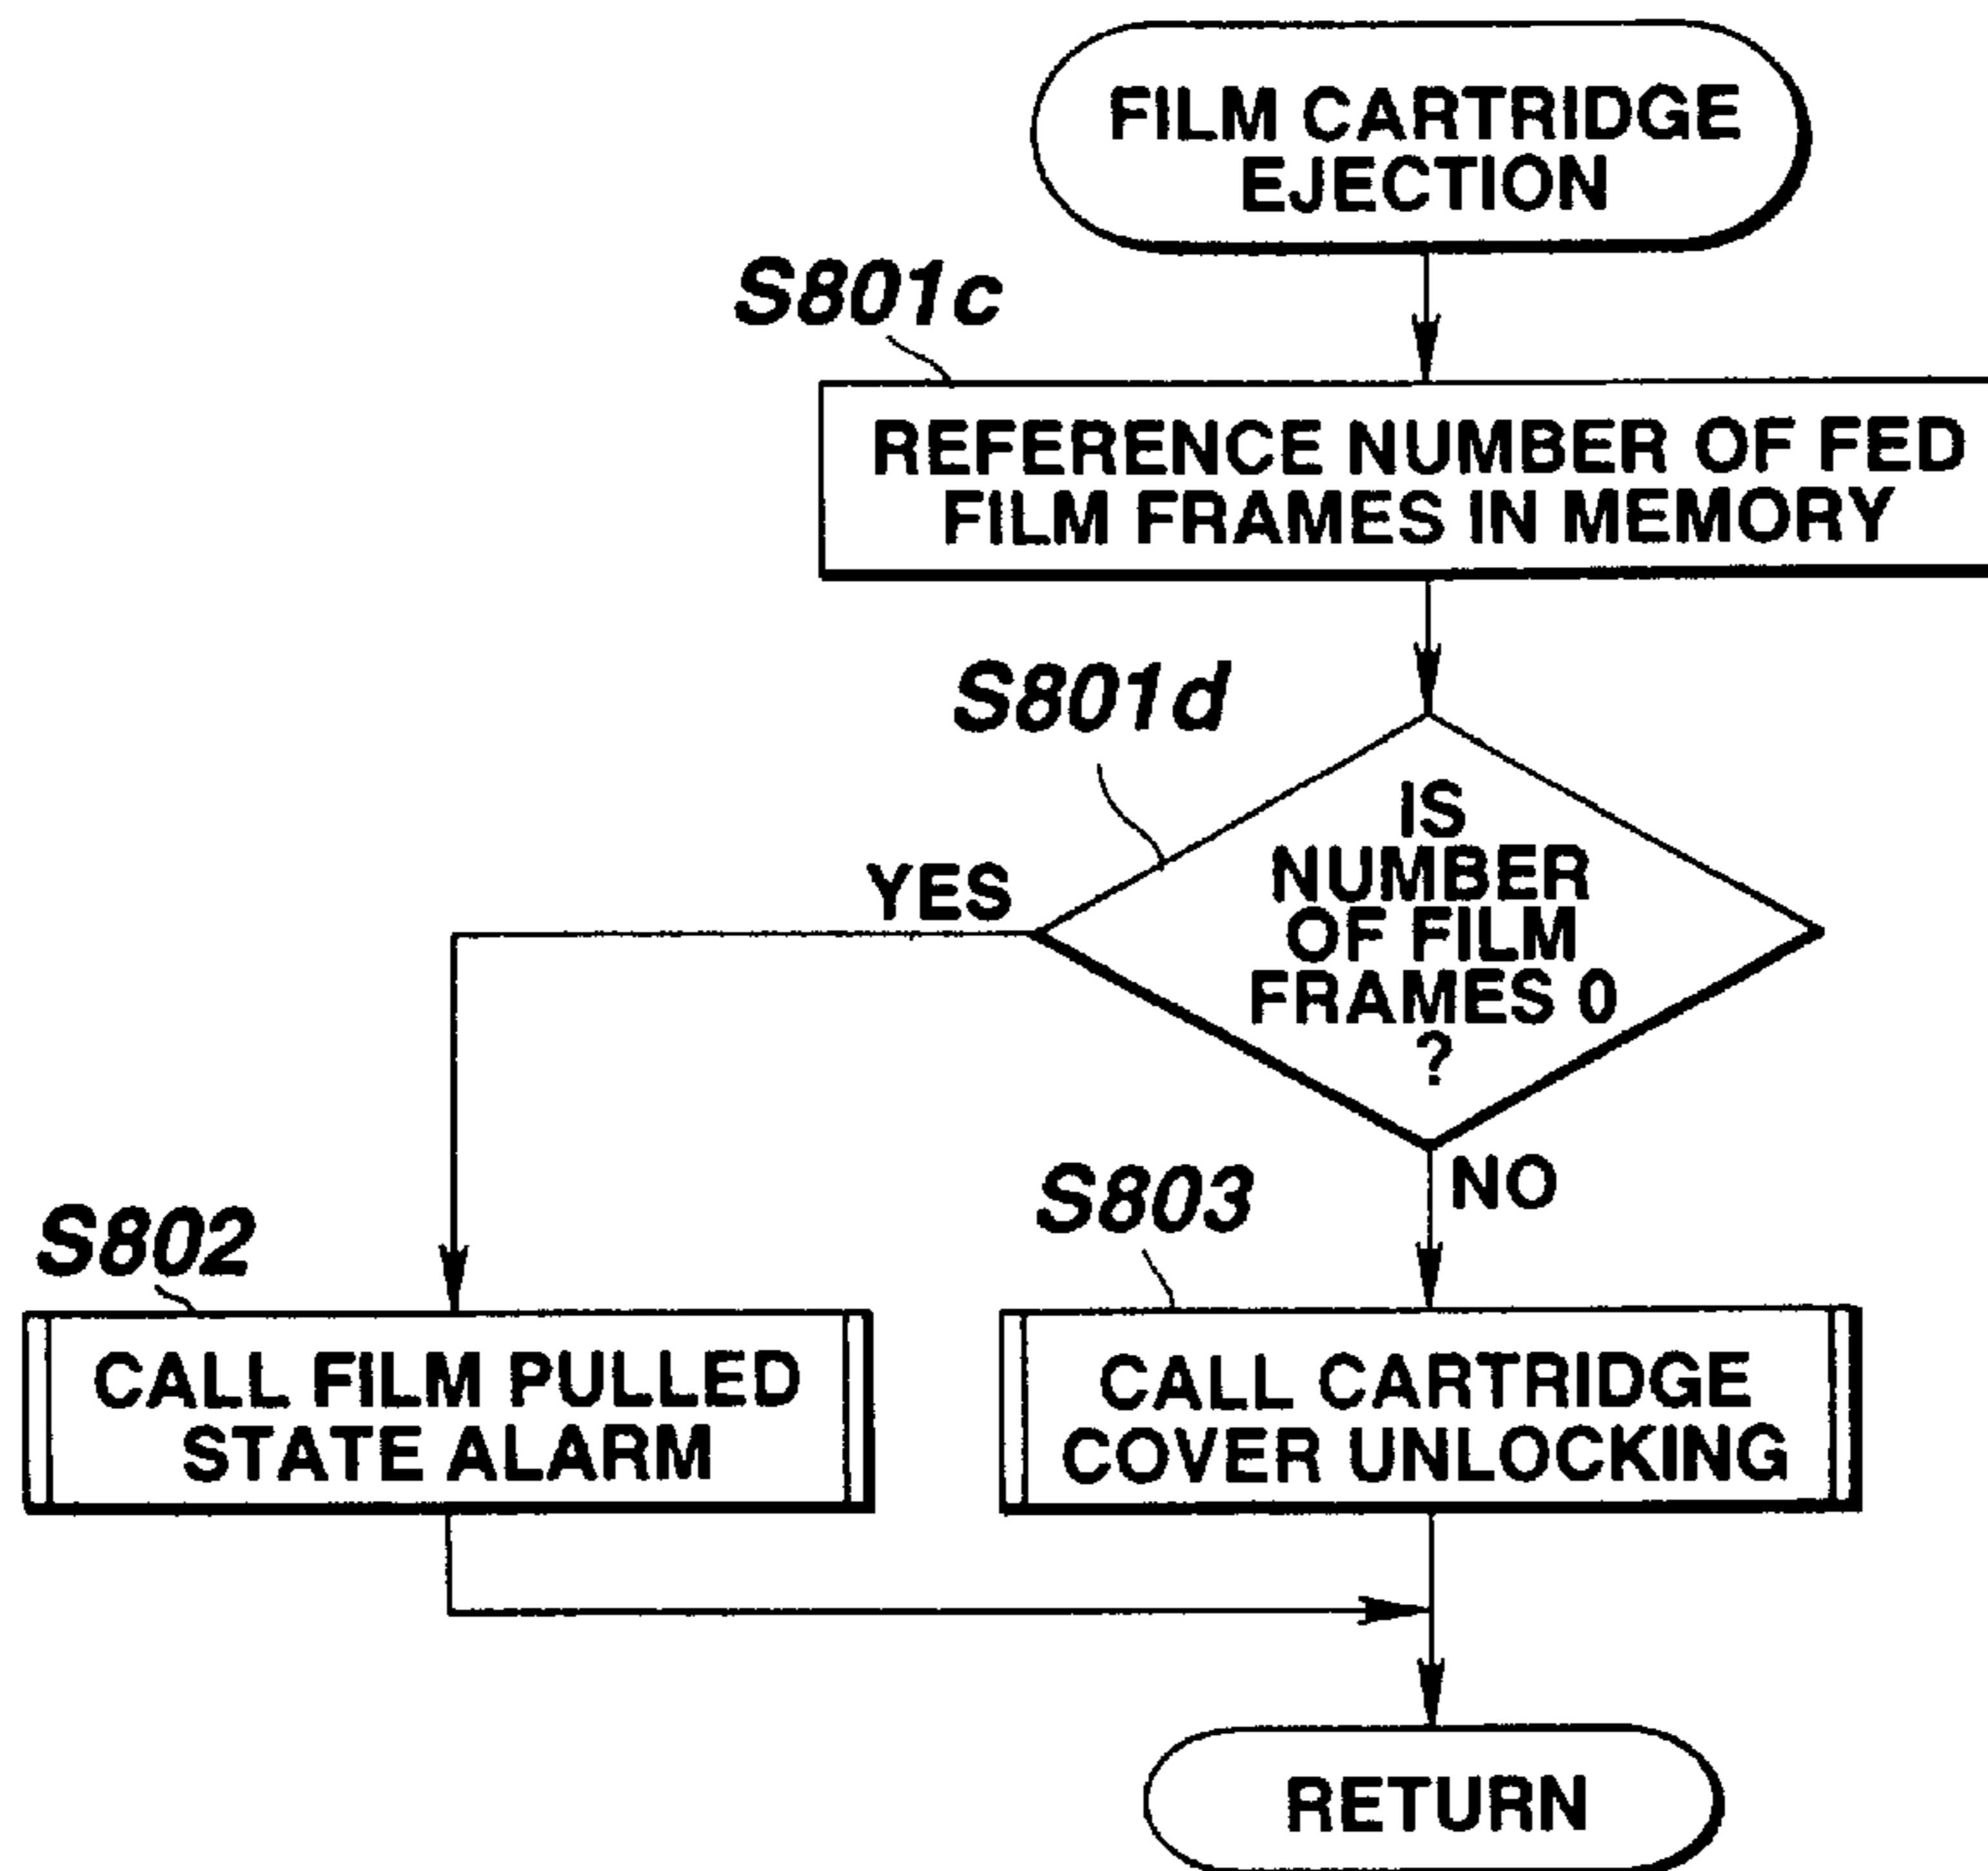 FILM CARTRIDGE
EJECTION
S801c
REFERENCE NUMBER OF FED
FILM FRAMES IN MEMORY
S801d
IS
NUMBER
OF FILM
FRAMES 0
?
YES
NO
S802
CALL FILM PULLED
STATE ALARM
S803
CALL CARTRIDGE
COVER UNLOCKING
RETURN